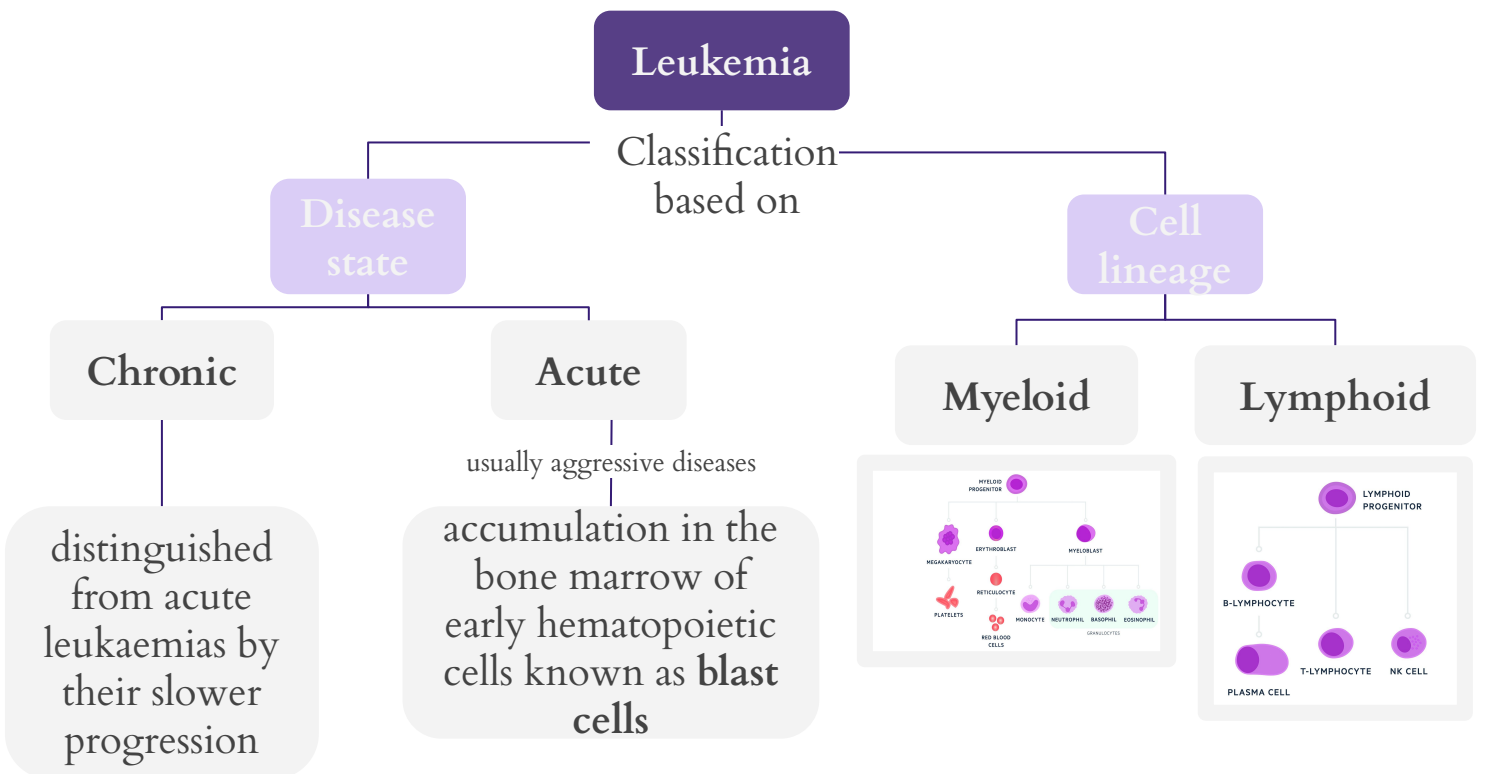 Leukemia
Classification
based on
Disease
state
Cell
lineage
Chronic
Acute
Myeloid
Lymphoid
usually aggressive diseases
distinguished
from acute
leukaemias by
their slower
progression
accumulation in the
bone marrow of
early hematopoietic
cells known as blast
cells
MYELOID
PROGENITOR
MEGAKARYOCYTE
ERYTHROBLAST
MYELOBLAST
PLATELETS
RETICULOCYTE
RED BLOOD
CELLS
MONOCYTE
NEUTROPHIL
BASOPHIL
EOSINOPHIL
GRANULOCYTES
LYMPHOID
PROGENITOR
B-LYMPHOCYTE
PLASMA CELL
T-LYMPHOCYTE
NK CELL